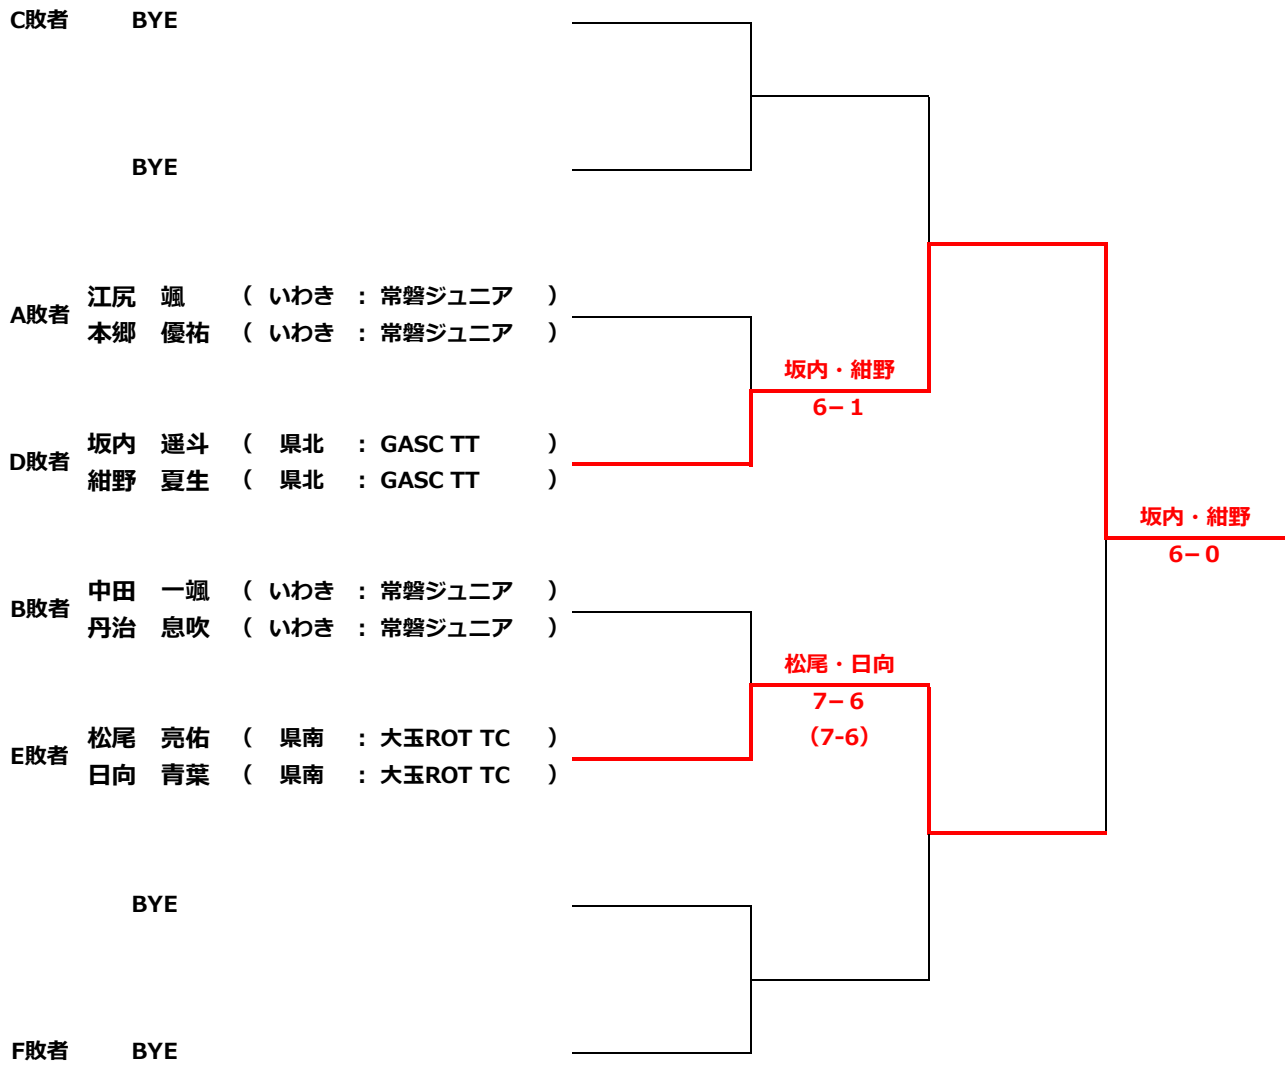 C敗者 BYE
BYE
A敗者
江尻 颯 ( いわき : 常磐ジュニア )
本郷 優祐 ( いわき : 常磐ジュニア )
坂内・紺野
6−1
D敗者
坂内 遥斗 ( 県北 : GASC TT )
紺野 夏生 ( 県北 : GASC TT )
坂内・紺野
6−0
B敗者
中田 一颯 ( いわき : 常磐ジュニア )
丹治 息吹 ( いわき : 常磐ジュニア )
松尾・日向
7−6
(7-6)
E敗者
松尾 亮佑 ( 県南 : 大玉ROT TC )
日向 青葉 ( 県南 : 大玉ROT TC )
BYE
F敗者 BYE